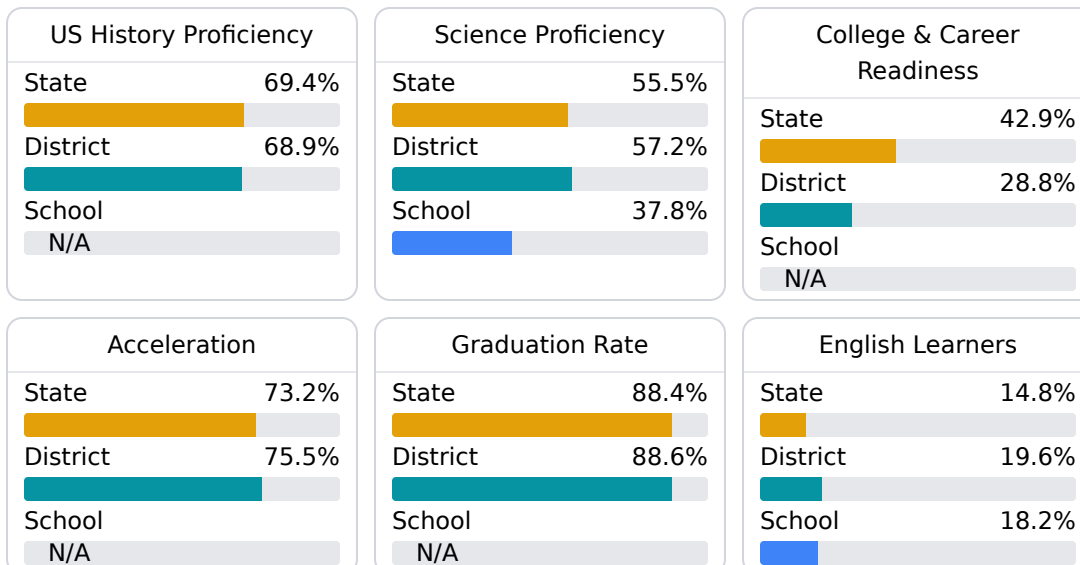 US History Proficiency
State 69.4%
District 68.9%
School
N/A
Science Proficiency
State 55.5%
District 57.2%
School 37.8%
College & Career
Readiness
State 42.9%
District 28.8%
School
N/A
Acceleration
State 73.2%
District 75.5%
School
N/A
Graduation Rate
State 88.4%
District 88.6%
School
N/A
English Learners
State 14.8%
District 19.6%
School 18.2%